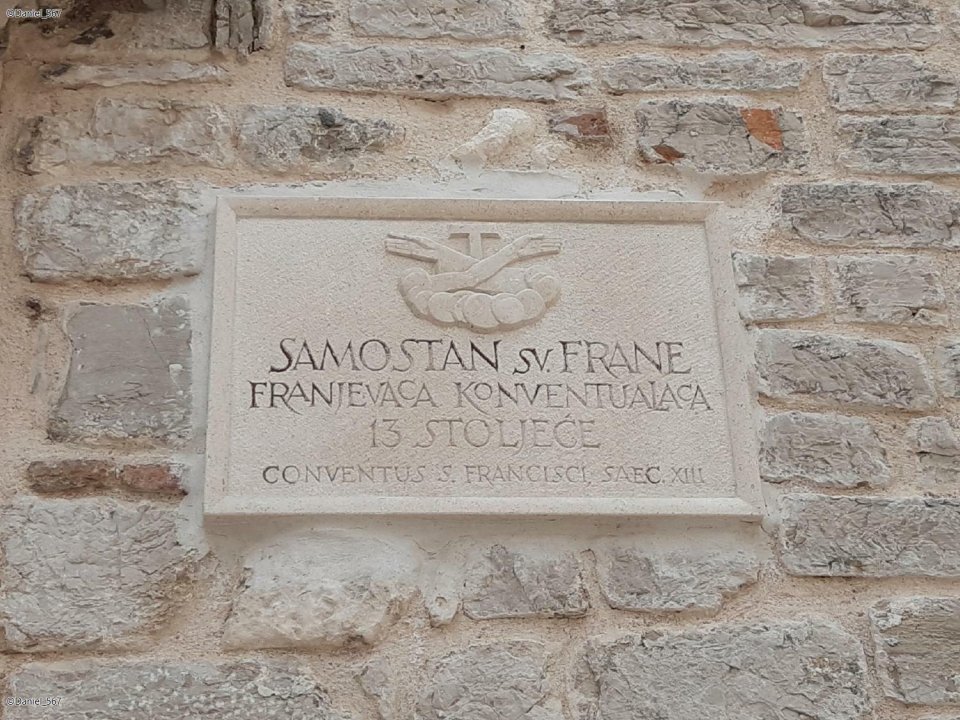 ©Daniel_567
SAMOSTAN SV. FRANE
FRANJEVACA KONVENTUALACA
13 STOLJEĆE
CONVENTUS S. FRANCISCI, SAEC. XIII
©Daniel_567